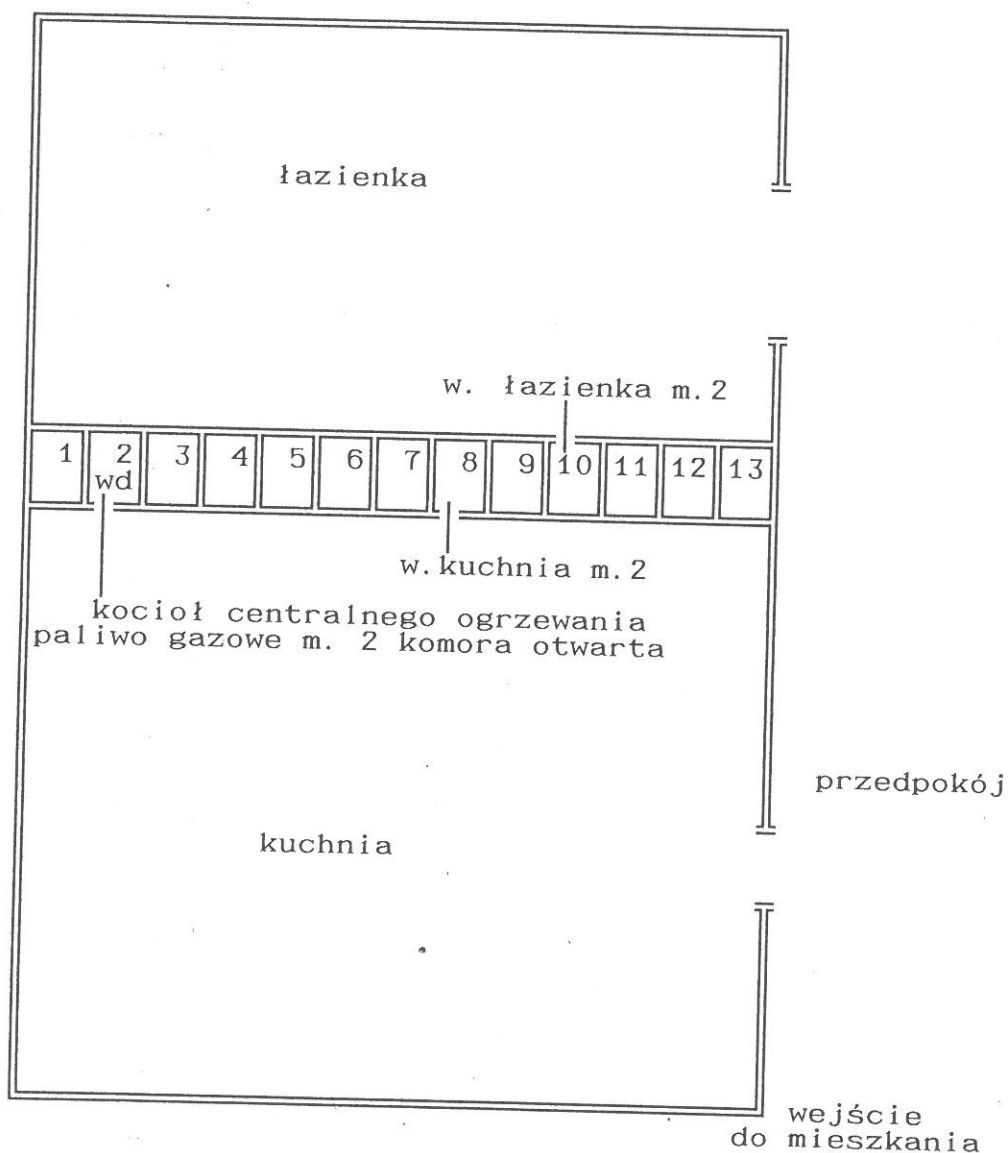 łazienka
w. łazienka m.2
1 2 3 4 5 6 7 8 9 10 11 12 13
wd
w.kuchnia m.2
kocioł centralnego ogrzewania
paliwo gazowe m. 2 komora otwarta
przedpokój
kuchnia
wejście
do mieszkania